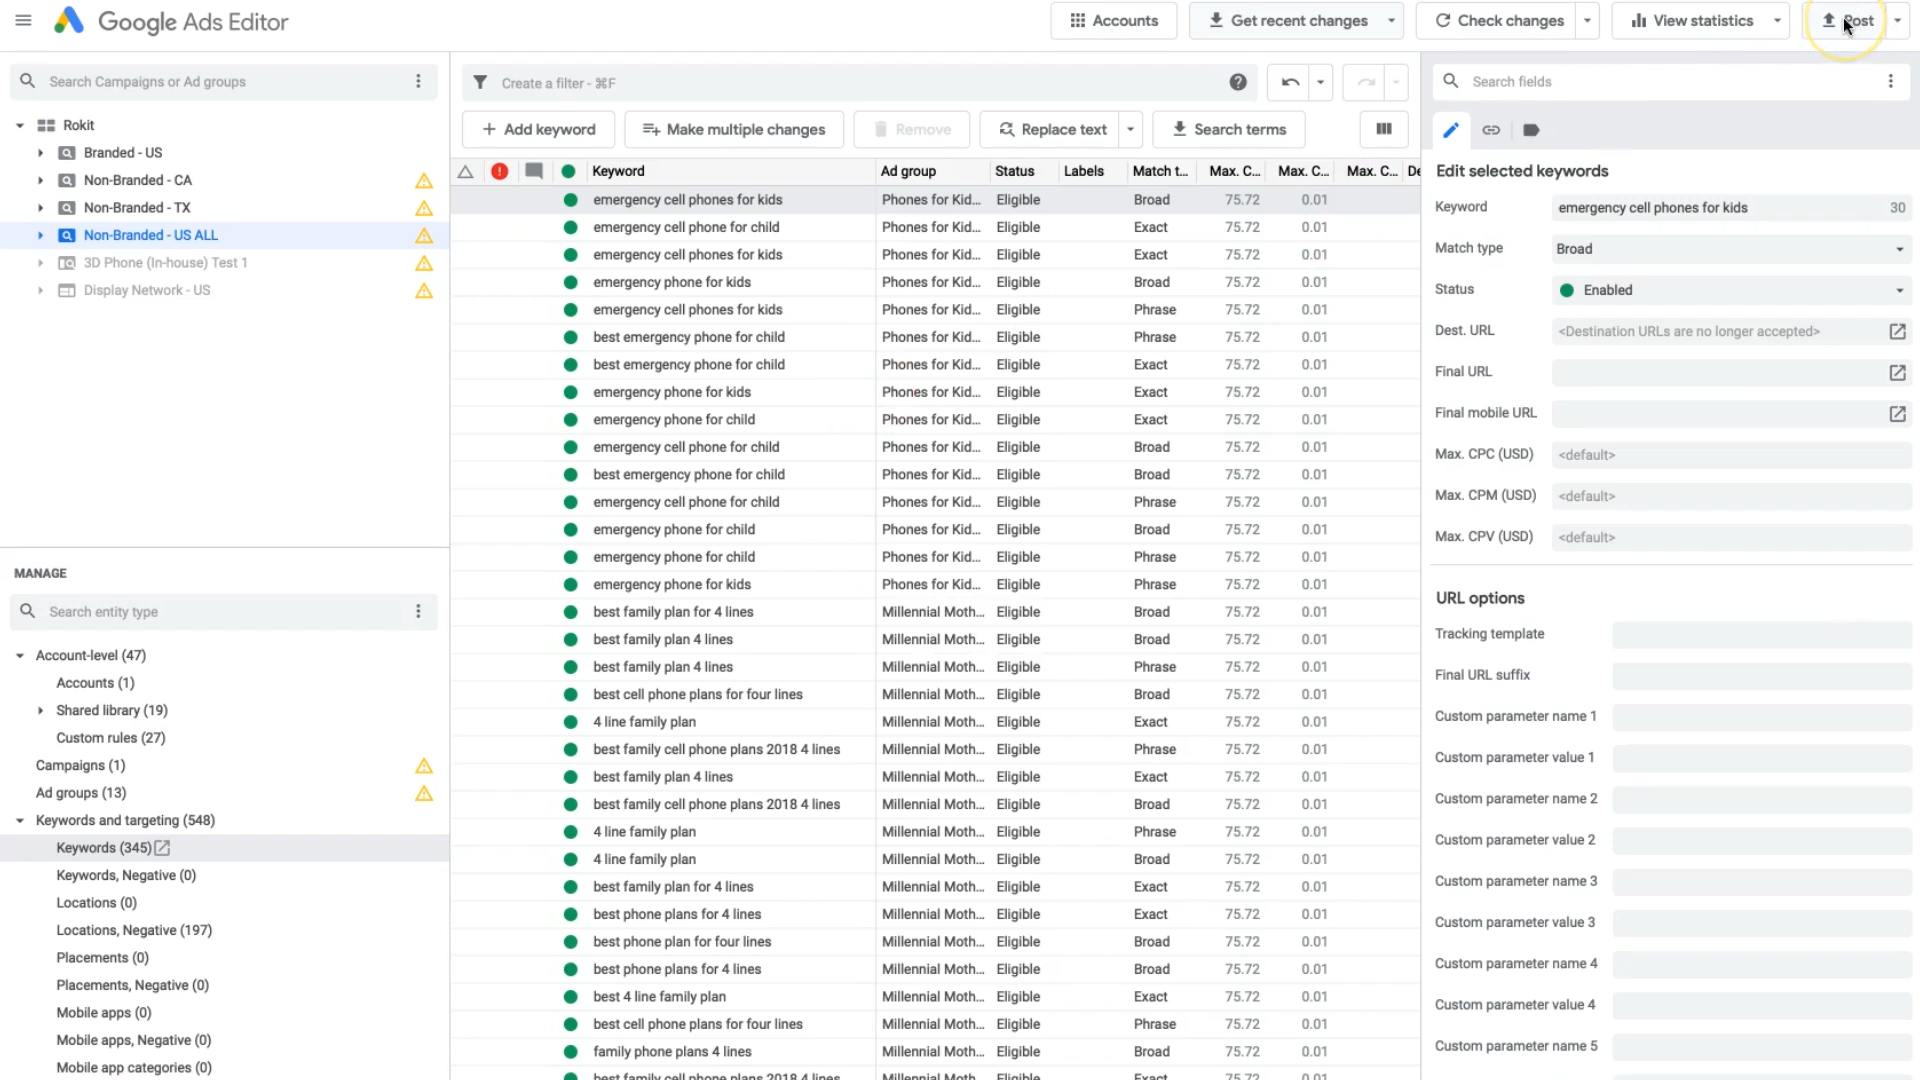 Google Ads Editor
Accounts
Get recent changes
Check changes
View statistics
Post
Search Campaigns or Ad groups
Rokit
Branded - US
Non-Branded - CA
Non-Branded - TX
Non-Branded - US ALL
3D Phone (In-house) Test 1
Display Network - US
MANAGE
Search entity type
Account-level (47)
Accounts (1)
Shared library (19)
Custom rules (27)
Campaigns (1)
Ad groups (13)
Keywords and targeting (548)
Keywords (345)
Keywords, Negative (0)
Locations (0)
Locations, Negative (197)
Placements (0)
Placements, Negative (0)
Mobile apps (0)
Mobile apps, Negative (0)
Mobile app categories (0)
Create a filter - ⌘F
Add keyword
Make multiple changes
Remove
Replace text
Search terms
Keyword Ad group Status Labels Match t... Max. C... Max. C... Max. C... De
emergency cell phones for kids Phones for Kid... Eligible Broad 75.72 0.01
emergency cell phone for child Phones for Kid... Eligible Exact 75.72 0.01
emergency cell phones for kids Phones for Kid... Eligible Exact 75.72 0.01
emergency phone for kids Phones for Kid... Eligible Broad 75.72 0.01
emergency cell phones for kids Phones for Kid... Eligible Phrase 75.72 0.01
best emergency phone for child Phones for Kid... Eligible Phrase 75.72 0.01
best emergency phone for child Phones for Kid... Eligible Exact 75.72 0.01
emergency phone for kids Phones for Kid... Eligible Exact 75.72 0.01
emergency phone for child Phones for Kid... Eligible Exact 75.72 0.01
emergency cell phone for child Phones for Kid... Eligible Broad 75.72 0.01
best emergency phone for child Phones for Kid... Eligible Broad 75.72 0.01
emergency cell phone for child Phones for Kid... Eligible Phrase 75.72 0.01
emergency phone for child Phones for Kid... Eligible Broad 75.72 0.01
emergency phone for child Phones for Kid... Eligible Phrase 75.72 0.01
emergency phone for kids Phones for Kid... Eligible Phrase 75.72 0.01
best family plan for 4 lines Millennial Moth... Eligible Broad 75.72 0.01
best family plan 4 lines Millennial Moth... Eligible Broad 75.72 0.01
best family plan 4 lines Millennial Moth... Eligible Phrase 75.72 0.01
best cell phone plans for four lines Millennial Moth... Eligible Broad 75.72 0.01
4 line family plan Millennial Moth... Eligible Exact 75.72 0.01
best family cell phone plans 2018 4 lines Millennial Moth... Eligible Phrase 75.72 0.01
best family plan 4 lines Millennial Moth... Eligible Exact 75.72 0.01
best family cell phone plans 2018 4 lines Millennial Moth... Eligible Broad 75.72 0.01
4 line family plan Millennial Moth... Eligible Phrase 75.72 0.01
4 line family plan Millennial Moth... Eligible Broad 75.72 0.01
best family plan for 4 lines Millennial Moth... Eligible Exact 75.72 0.01
best phone plans for 4 lines Millennial Moth... Eligible Exact 75.72 0.01
best phone plan for four lines Millennial Moth... Eligible Broad 75.72 0.01
best phone plans for 4 lines Millennial Moth... Eligible Broad 75.72 0.01
best 4 line family plan Millennial Moth... Eligible Exact 75.72 0.01
best cell phone plans for four lines Millennial Moth... Eligible Phrase 75.72 0.01
family phone plans 4 lines Millennial Moth... Eligible Broad 75.72 0.01
best family cell phone plans 2018 4 lines Millennial Moth... Eligible Exact 75.72 0.01
Search fields
Edit selected keywords
Keyword emergency cell phones for kids 30
Match type Broad
Status Enabled
Dest. URL <Destination URLs are no longer accepted>
Final URL
Final mobile URL
Max. CPC (USD) <default>
Max. CPM (USD) <default>
Max. CPV (USD) <default>
URL options
Tracking template
Final URL suffix
Custom parameter name 1
Custom parameter value 1
Custom parameter name 2
Custom parameter value 2
Custom parameter name 3
Custom parameter value 3
Custom parameter name 4
Custom parameter value 4
Custom parameter name 5